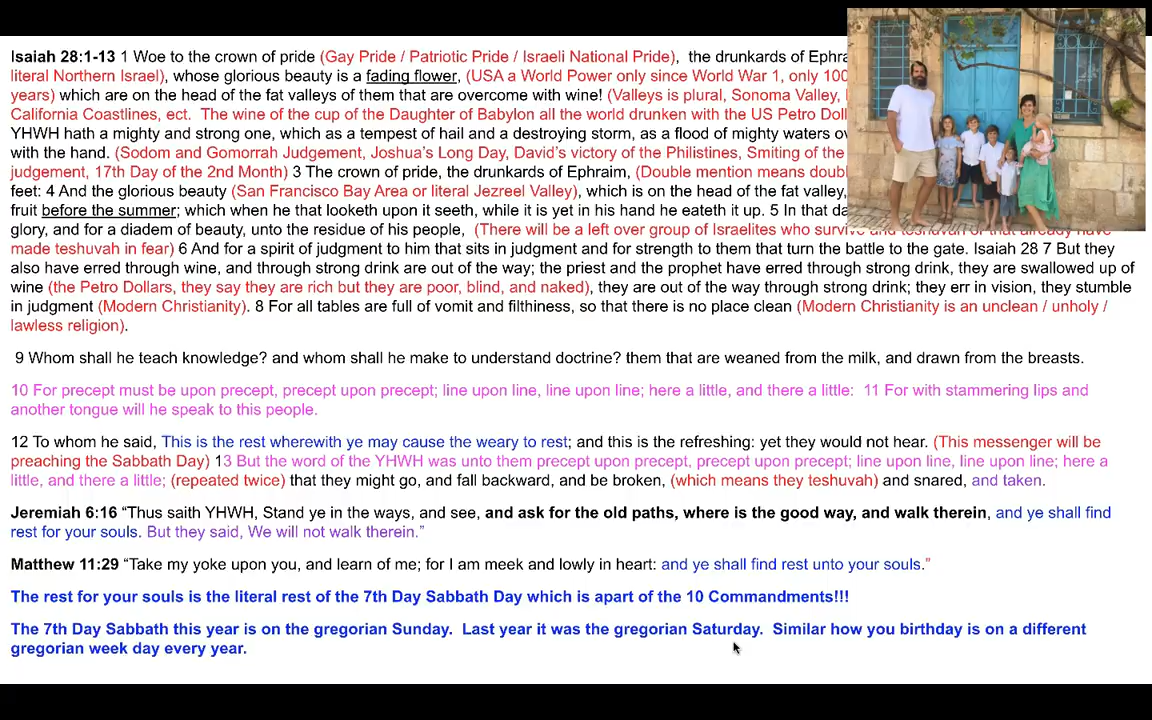 Isaiah 28:1-13 1 Woe to the crown of pride (Gay Pride / Patriotic Pride / Israeli National Pride), the drunkards of Ephra
literal Northern Israel), whose glorious beauty is a fading flower, (USA a World Power only since World War 1, only 100
years) which are on the head of the fat valleys of them that are overcome with wine! (Valleys is plural, Sonoma Valley,
California Coastlines, ect. The wine of the cup of the Daughter of Babylon all the world drunken with the US Petro Doll
YHWH hath a mighty and strong one, which as a tempest of hail and a destroying storm, as a flood of mighty waters ov
with the hand. (Sodom and Gomorrah Judgement, Joshua's Long Day, David's victory of the Philistines, Smiting of the
judgement, 17th Day of the 2nd Month) 3 The crown of pride, the drunkards of Ephraim, (Double mention means doub
feet: 4 And the glorious beauty (San Francisco Bay Area or literal Jezreel Valley), which is on the head of the fat valley,
fruit before the summer; which when he that looketh upon it seeth, while it is yet in his hand he eateth it up. 5 In that da
glory, and for a diadem of beauty, unto the residue of his people, (There will be a left over group of Israelites who surviv
made teshuvah in fear) 6 And for a spirit of judgment to him that sits in judgment and for strength to them that turn the battle to the gate. Isaiah 28 7 But they
also have erred through wine, and through strong drink are out of the way; the priest and the prophet have erred through strong drink, they are swallowed up of
wine (the Petro Dollars, they say they are rich but they are poor, blind, and naked), they are out of the way through strong drink; they err in vision, they stumble
in judgment (Modern Christianity). 8 For all tables are full of vomit and filthiness, so that there is no place clean (Modern Christianity is an unclean / unholy /
lawless religion).
9 Whom shall he teach knowledge? and whom shall he make to understand doctrine? them that are weaned from the milk, and drawn from the breasts.
10 For precept must be upon precept, precept upon precept; line upon line, line upon line; here a little, and there a little: 11 For with stammering lips and
another tongue will he speak to this people.
12 To whom he said, This is the rest wherewith ye may cause the weary to rest; and this is the refreshing: yet they would not hear. (This messenger will be
preaching the Sabbath Day) 13 But the word of the YHWH was unto them precept upon precept, precept upon precept; line upon line, line upon line; here a
little, and there a little; (repeated twice) that they might go, and fall backward, and be broken, (which means they teshuvah) and snared, and taken.
Jeremiah 6:16 “Thus saith YHWH, Stand ye in the ways, and see, and ask for the old paths, where is the good way, and walk therein, and ye shall find
rest for your souls. But they said, We will not walk therein.”
Matthew 11:29 “Take my yoke upon you, and learn of me; for I am meek and lowly in heart: and ye shall find rest unto your souls.”
The rest for your souls is the literal rest of the 7th Day Sabbath Day which is apart of the 10 Commandments!!!
The 7th Day Sabbath this year is on the gregorian Sunday. Last year it was the gregorian Saturday. Similar how you birthday is on a different
gregorian week day every year.